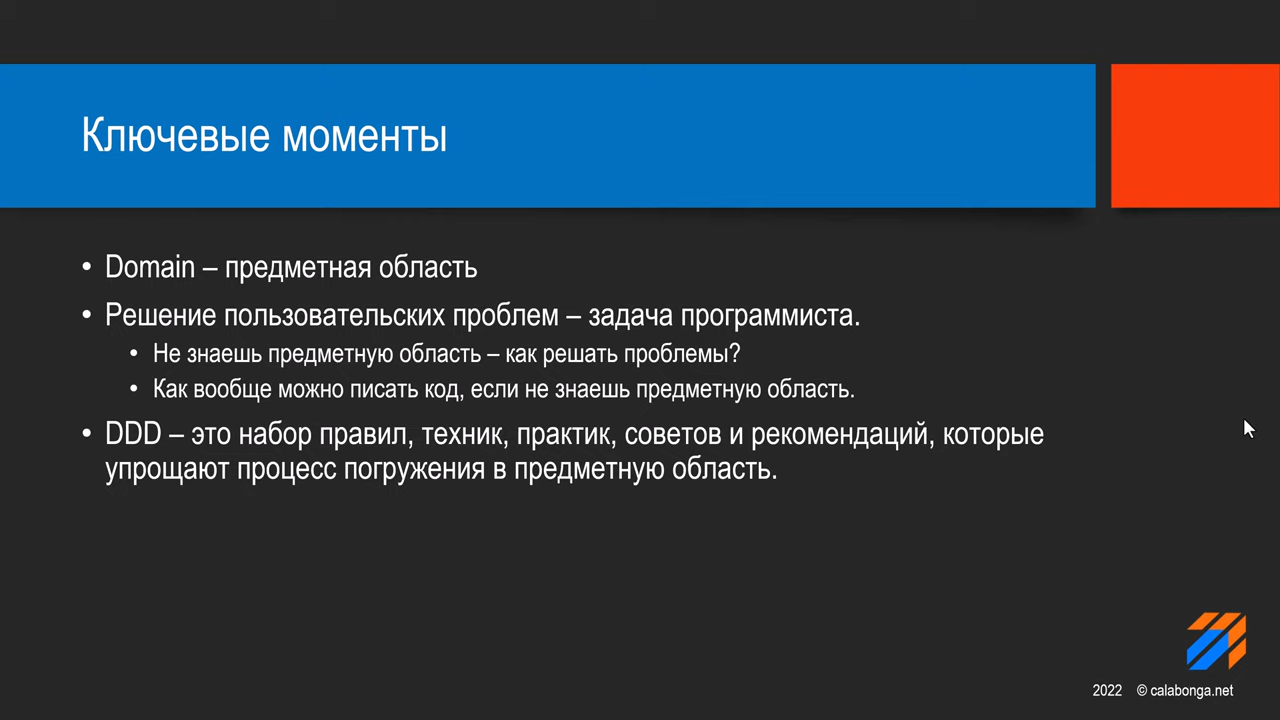 Ключевые моменты
• Domain – предметная область
• Решение пользовательских проблем – задача программиста.
• Не знаешь предметную область – как решать проблемы?
• Как вообще можно писать код, если не знаешь предметную область.
• DDD – это набор правил, техник, практик, советов и рекомендаций, которые
упрощают процесс погружения в предметную область.
2022 © calabonga.net